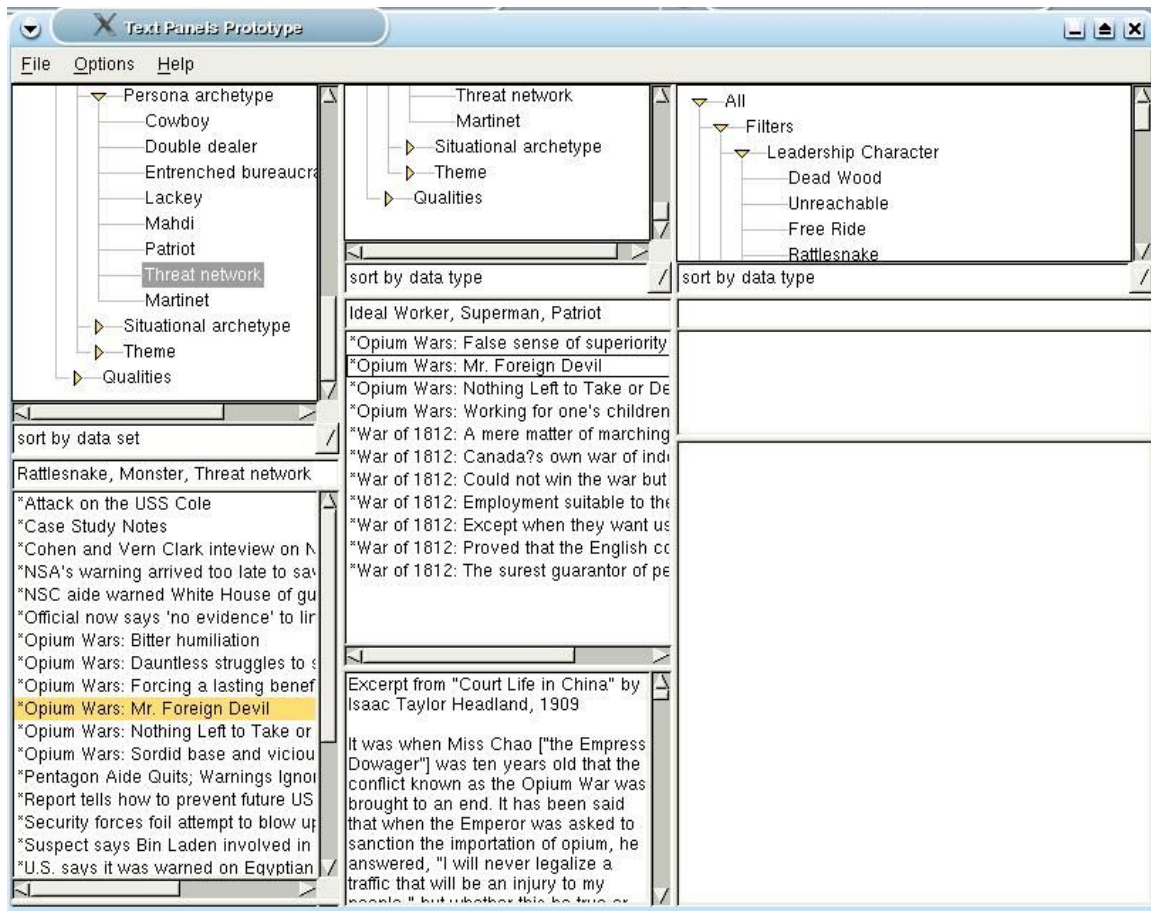 Text Panels Prototype
File Options Help
Persona archetype
Cowboy
Double dealer
Entrenched bureaucra
Lackey
Mahdi
Patriot
Threat network
Martinet
Situational archetype
Theme
Qualities
sort by data set
Rattlesnake, Monster, Threat network
*Attack on the USS Cole
*Case Study Notes
*Cohen and Vern Clark inteview on N
*NSA's warning arrived too late to sav
*NSC aide warned White House of gu
*Official now says 'no evidence' to lin
*Opium Wars: Bitter humiliation
*Opium Wars: Dauntless struggles to s
*Opium Wars: Forcing a lasting benef
*Opium Wars: Mr. Foreign Devil
*Opium Wars: Nothing Left to Take or
*Opium Wars: Sordid base and viciou
*Pentagon Aide Quits; Warnings Ignor
*Report tells how to prevent future US
*Security forces foil attempt to blow up
*Suspect says Bin Laden involved in
*U.S. says it was warned on Egyptian
Threat network
Martinet
Situational archetype
Theme
Qualities
sort by data type
Ideal Worker, Superman, Patriot
*Opium Wars: False sense of superiority
*Opium Wars: Mr. Foreign Devil
*Opium Wars: Nothing Left to Take or De
*Opium Wars: Working for one's children
*War of 1812: A mere matter of marching
*War of 1812: Canada?s own war of inde
*War of 1812: Could not win the war but
*War of 1812: Employment suitable to the
*War of 1812: Except when they want us
*War of 1812: Proved that the English co
*War of 1812: The surest guarantor of pe
Excerpt from "Court Life in China" by
Isaac Taylor Headland, 1909
It was when Miss Chao ["the Empress
Dowager"] was ten years old that the
conflict known as the Opium War was
brought to an end. It has been said
that when the Emperor was asked to
sanction the importation of opium, he
answered, "I will never legalize a
traffic that will be an injury to my
people," but whether this be true or
All
Filters
Leadership Character
Dead Wood
Unreachable
Free Ride
Rattlesnake
sort by data type